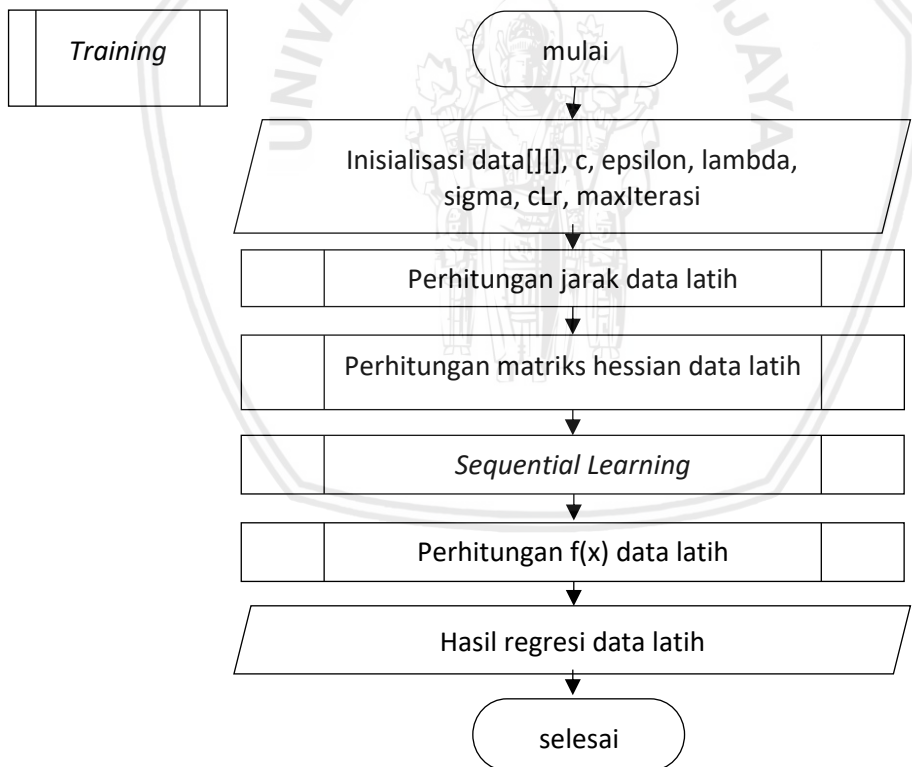 Training
mulai
Inisialisasi data[][], c, epsilon, lambda,
sigma, cLr, maxIterasi
Perhitungan jarak data latih
Perhitungan matriks hessian data latih
Sequential Learning
Perhitungan f(x) data latih
Hasil regresi data latih
selesai